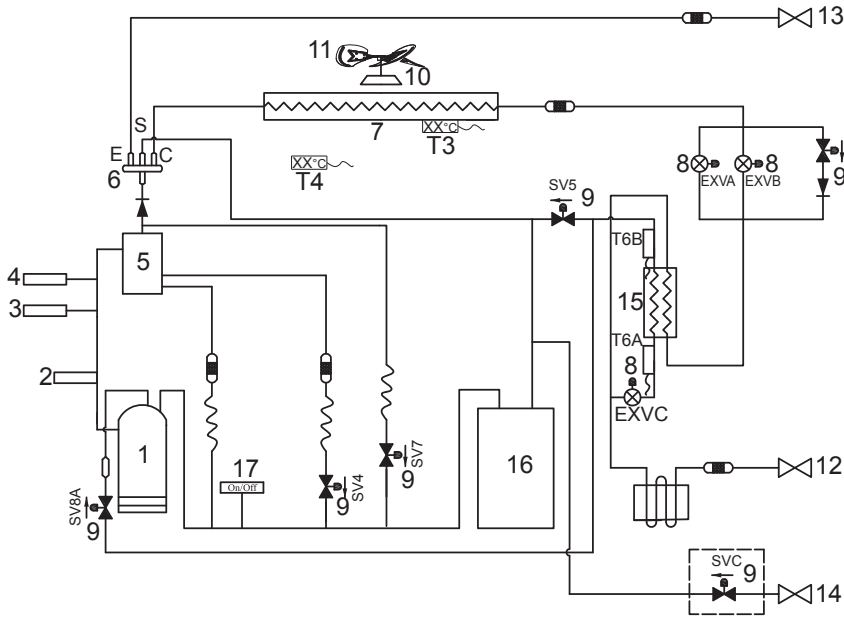 13
11
10
S
XX°C
7
T3
E
C
6
XX°C
T4
8
EXVA
8
EXVB
9
SV5
9
4
5
T6B
3
15
2
T6A
8
EXVC
1
17
On/Off
SV8A
9
SV4
9
SV7
9
16
12
SVC
9
14